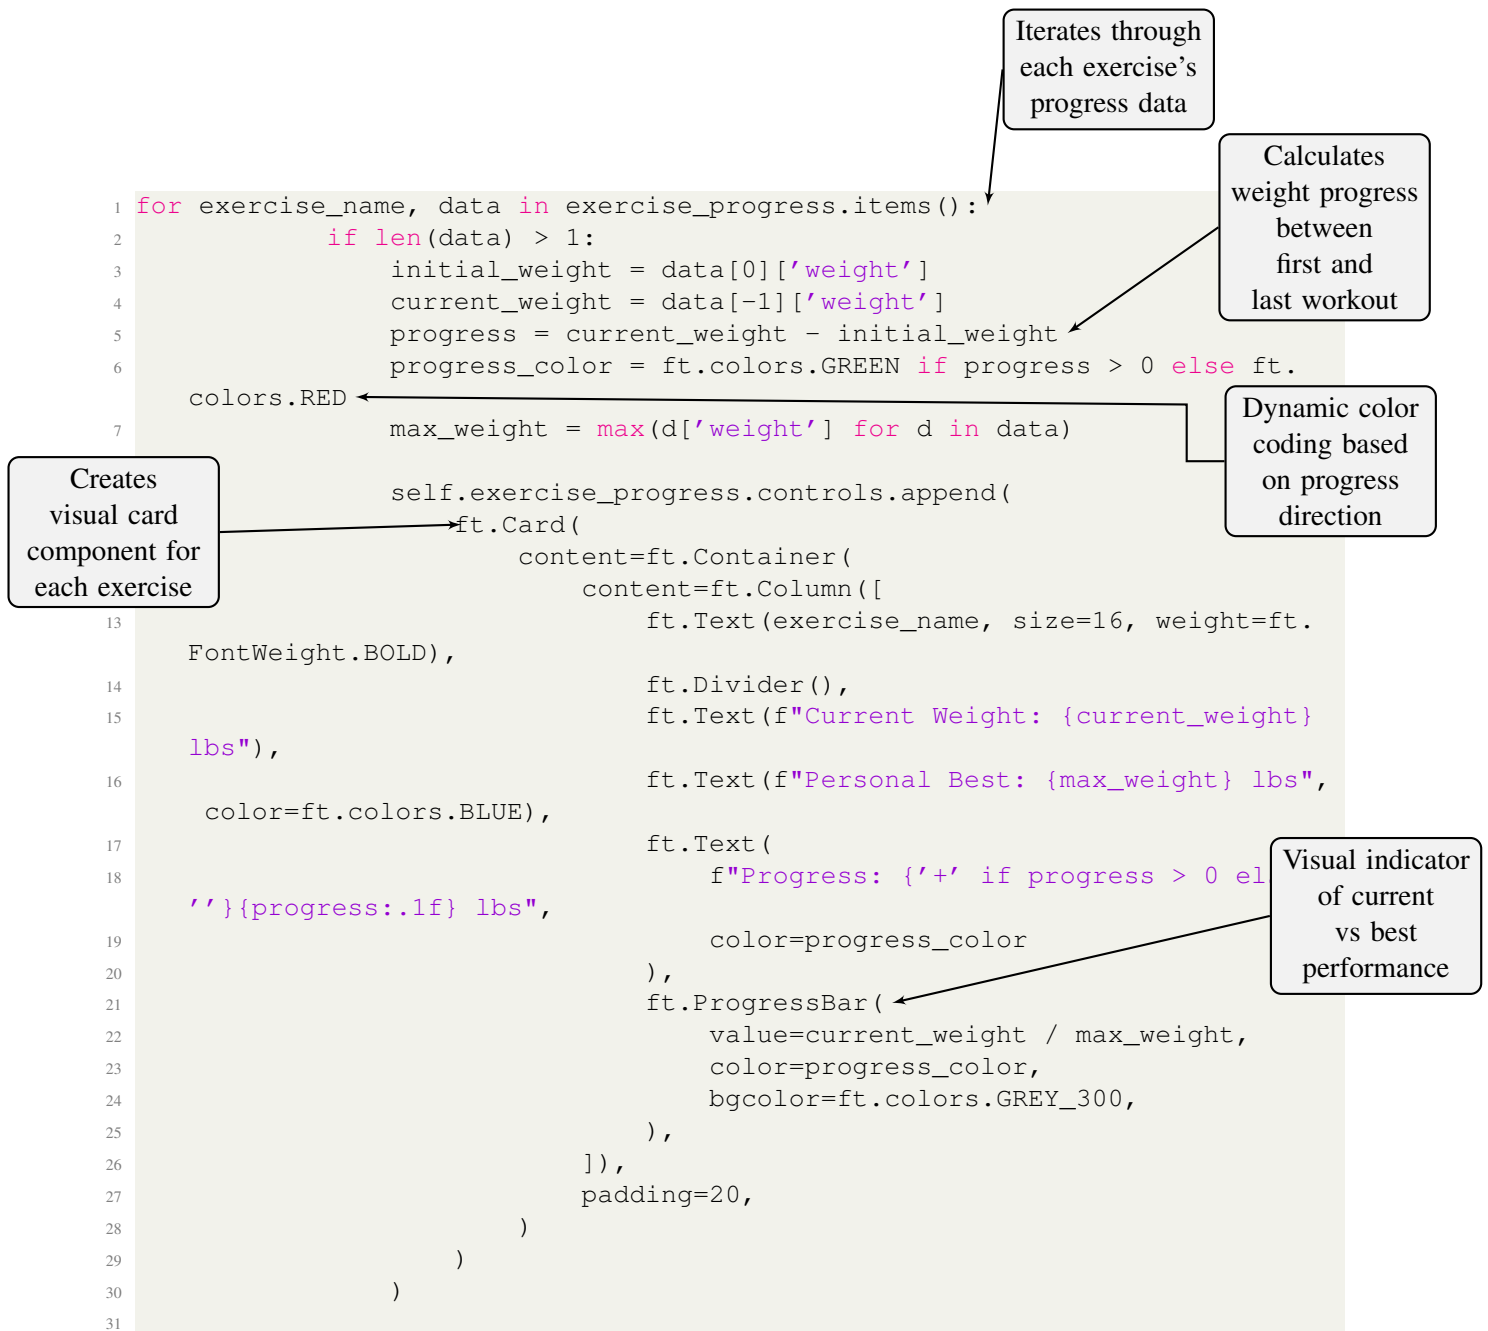 Iterates through
each exercise's
progress data
Calculates
weight progress
between
first and
last workout
1 for exercise_name, data in exercise_progress.items():
2 if len(data) > 1:
3 initial_weight = data[0]['weight']
4 current_weight = data[-1]['weight']
5 progress = current_weight - initial_weight
6 progress_color = ft.colors.GREEN if progress > 0 else ft.
colors.RED
Dynamic color
coding based
on progress
direction
7 max_weight = max(d['weight'] for d in data)
Creates
visual card
component for
each exercise
self.exercise_progress.controls.append(
ft.Card(
content=ft.Container(
content=ft.Column([
13 ft.Text(exercise_name, size=16, weight=ft.
FontWeight.BOLD),
14 ft.Divider(),
15 ft.Text(f"Current Weight: {current_weight}
lbs"),
16 ft.Text(f"Personal Best: {max_weight} lbs",
color=ft.colors.BLUE),
17 ft.Text(
18 f"Progress: {'+' if progress > 0
''}{progress:.1f} lbs",
Visual indicator
of current
vs best
performance
19 color=progress_color
20 ),
21 ft.ProgressBar(
22 value=current_weight / max_weight,
23 color=progress_color,
24 bgcolor=ft.colors.GREY_300,
25 ),
26 ]),
27 padding=20,
28 )
29 )
30 )
31